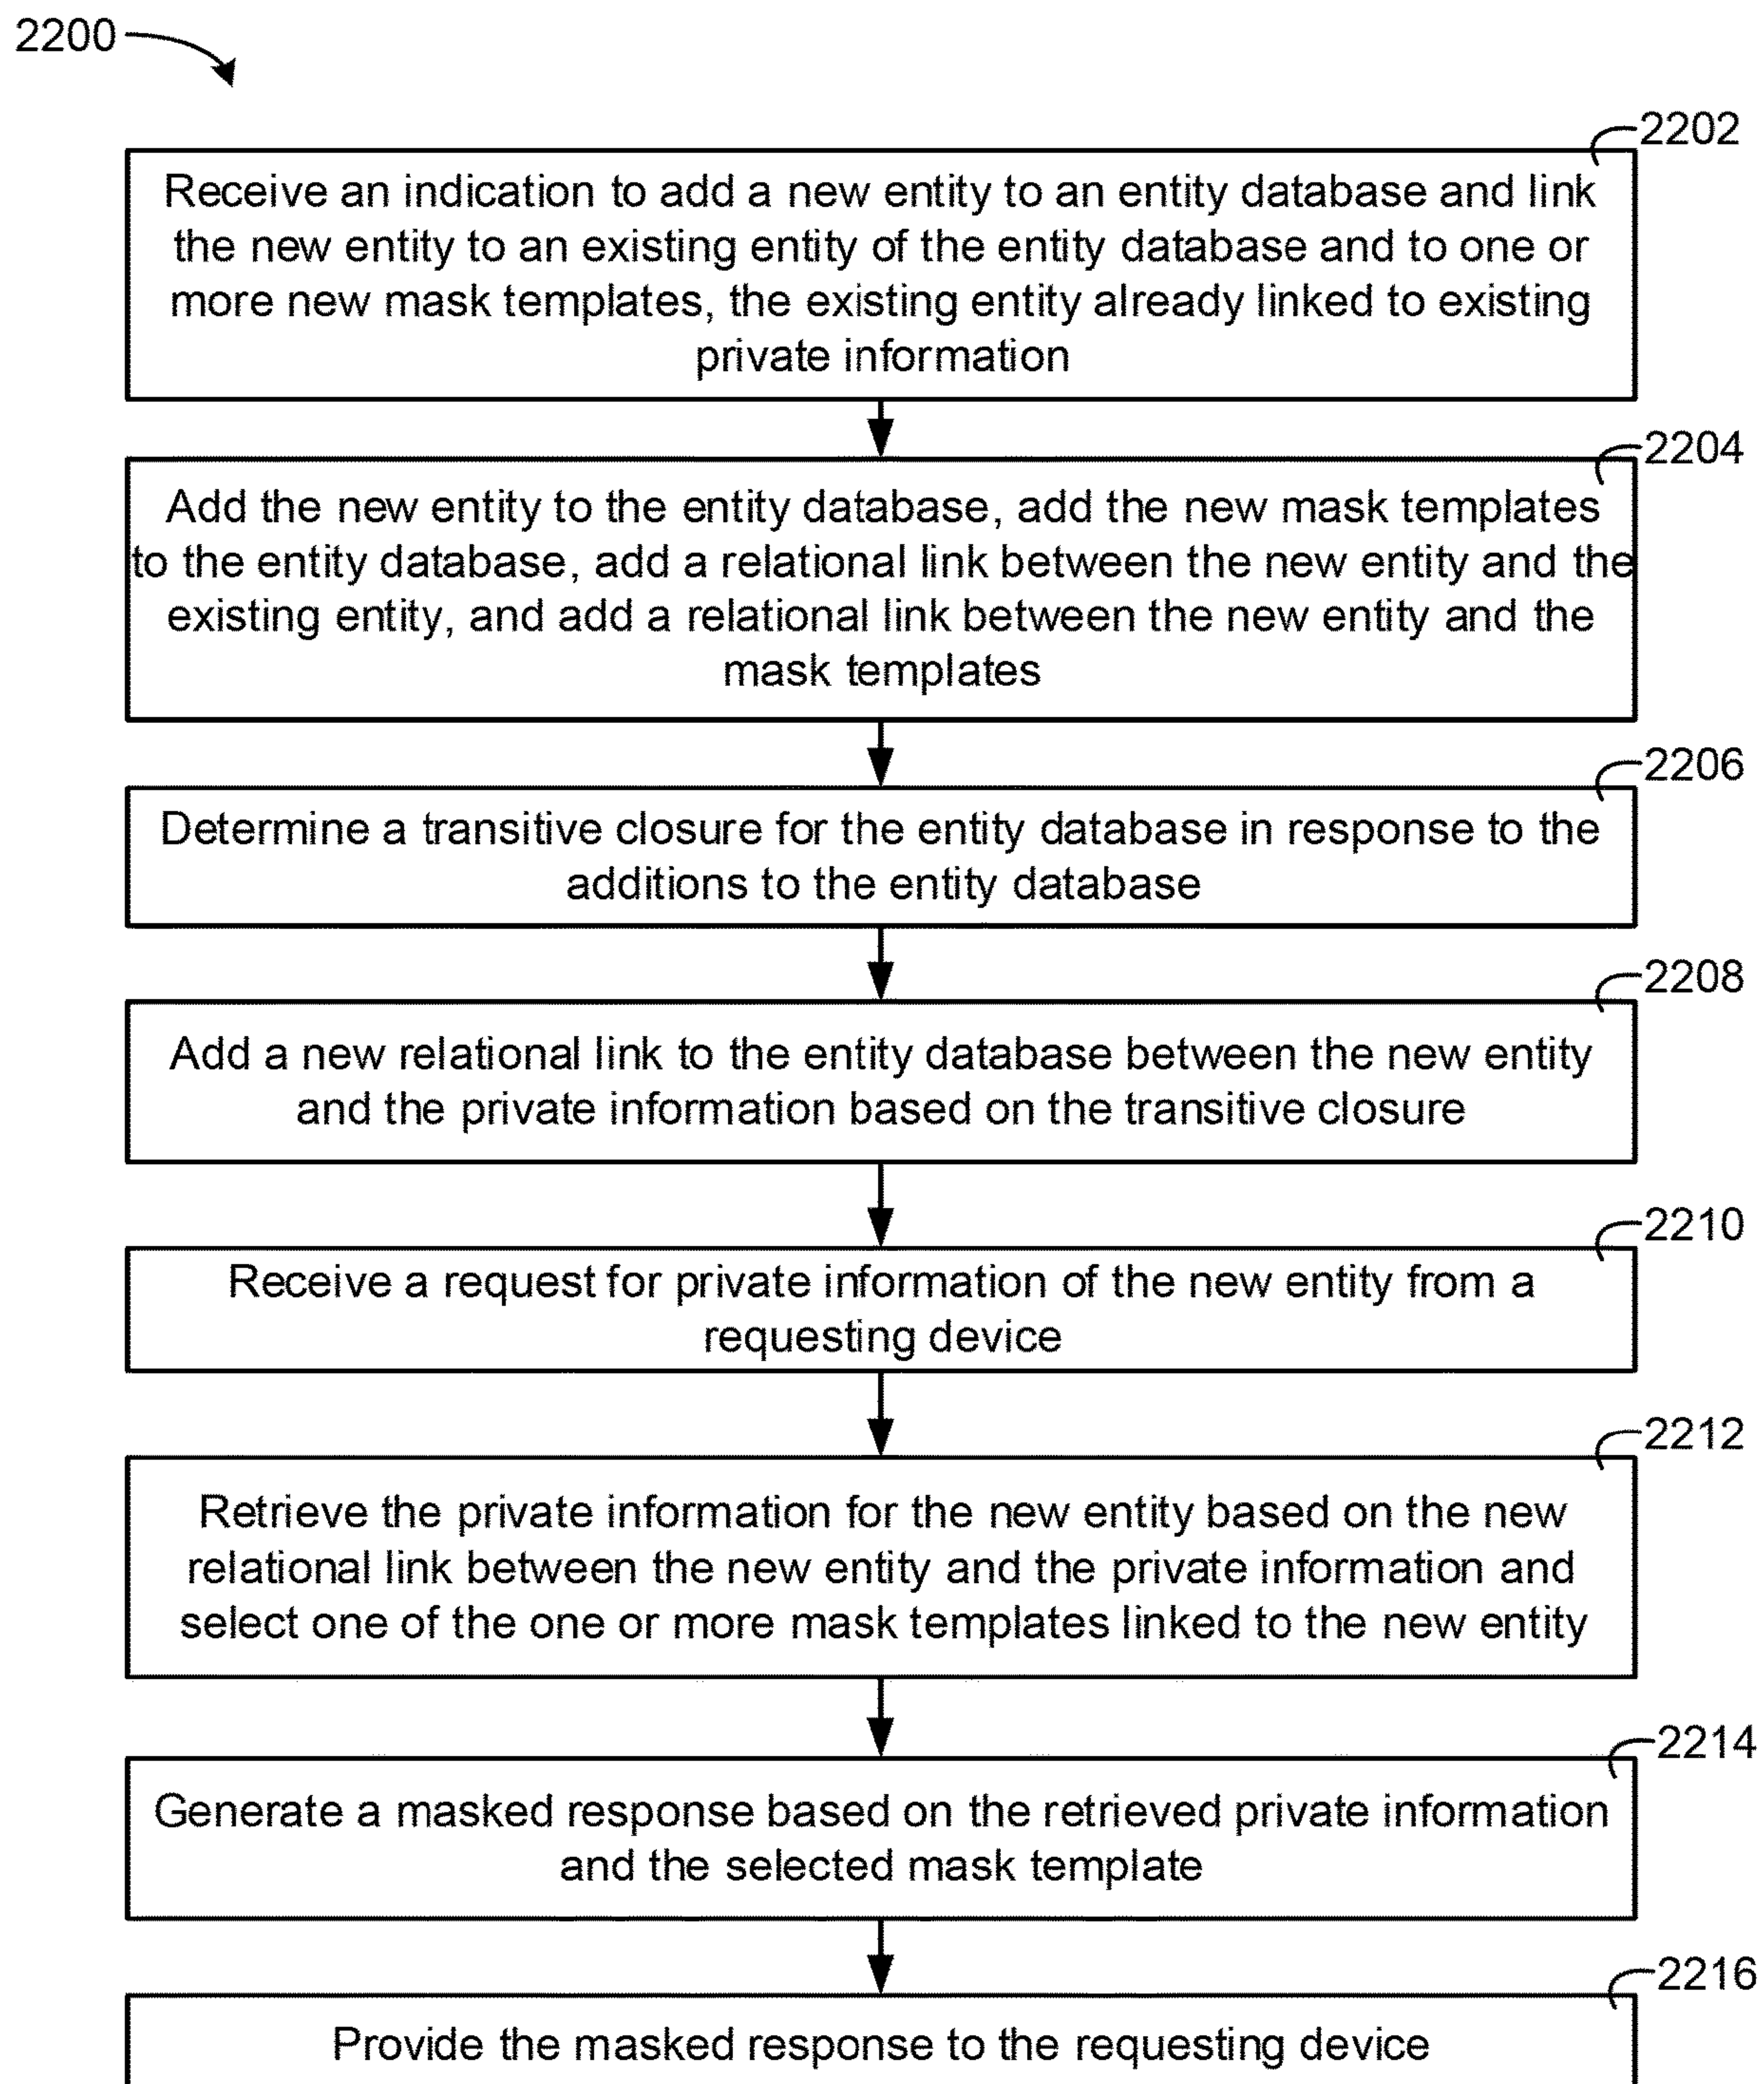 2200
2202
Receive an indication to add a new entity to an entity database and link
the new entity to an existing entity of the entity database and to one or
more new mask templates, the existing entity already linked to existing
private information
2204
Add the new entity to the entity database, add the new mask templates
to the entity database, add a relational link between the new entity and the
existing entity, and add a relational link between the new entity and the
mask templates
2206
Determine a transitive closure for the entity database in response to the
additions to the entity database
2208
Add a new relational link to the entity database between the new entity
and the private information based on the transitive closure
2210
Receive a request for private information of the new entity from a
requesting device
2212
Retrieve the private information for the new entity based on the new
relational link between the new entity and the private information and
select one of the one or more mask templates linked to the new entity
2214
Generate a masked response based on the retrieved private information
and the selected mask template
2216
Provide the masked response to the requesting device